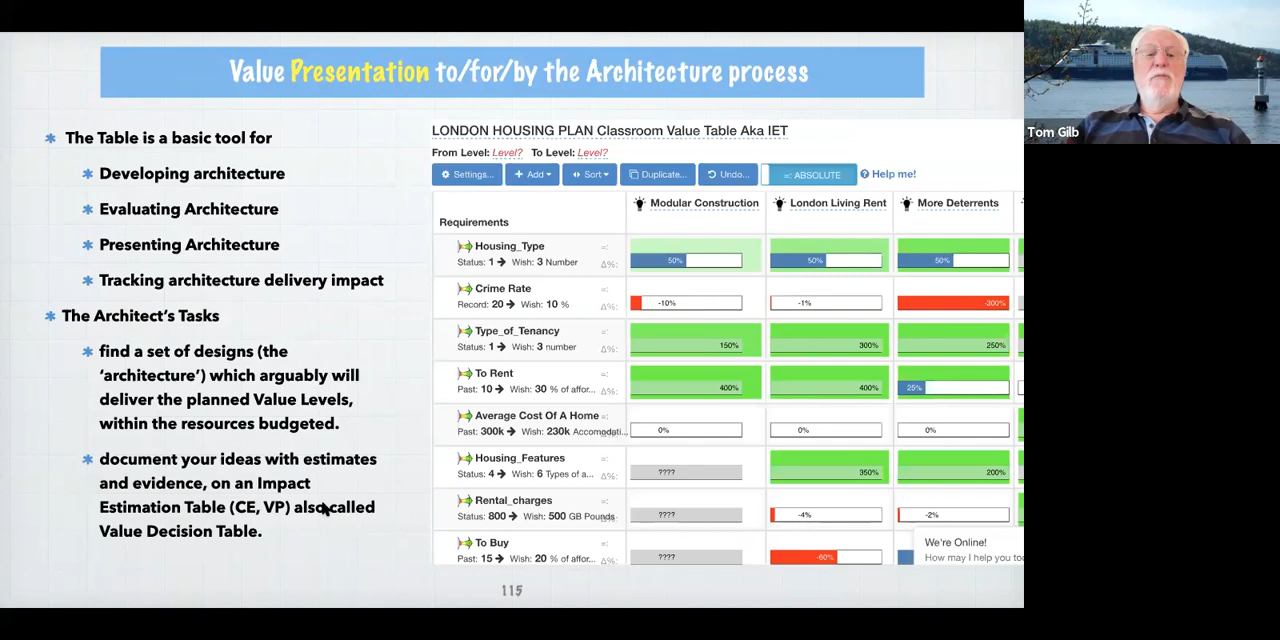 Value Presentation to/for/by the Architecture process
Tom Gilb
The Table is a basic tool for
Developing architecture
Evaluating Architecture
Presenting Architecture
Tracking architecture delivery impact
The Architect's Tasks
find a set of designs (the
'architecture') which arguably will
deliver the planned Value Levels,
within the resources budgeted.
document your ideas with estimates
and evidence, on an Impact
Estimation Table (CE, VP) also called
Value Decision Table.
LONDON HOUSING PLAN Classroom Value Table Aka IET
From Level: Level? To Level: Level?
Settings... Add Sort Duplicate... Undo... =: ABSOLUTE Help me!
Requirements Modular Construction London Living Rent More Deterrents
Housing_Type =:
Status: 1 → Wish: 3 Number Δ%: 50% 50% 50%
Crime Rate =:
Record: 20 → Wish: 10 % Δ%: -10% -1% -300%
Type_of_Tenancy =:
Status: 1 → Wish: 3 number Δ%: 150% 300% 250%
To Rent =:
Past: 10 → Wish: 30 % of affor... Δ%: 400% 400% 25%
Average Cost Of A Home =:
Past: 300k → Wish: 230k Accomodati... 0% 0% 0%
Housing_Features =:
Status: 4 → Wish: 6 Types of a... Δ%: ???? 350% 200%
Rental_charges =:
Status: 800 → Wish: 500 GB Pounds Δ%: ???? -4% -2%
To Buy =:
Past: 15 → Wish: 20 % of affor... Δ%: ???? -60%
We're Online!
How may I help you
115